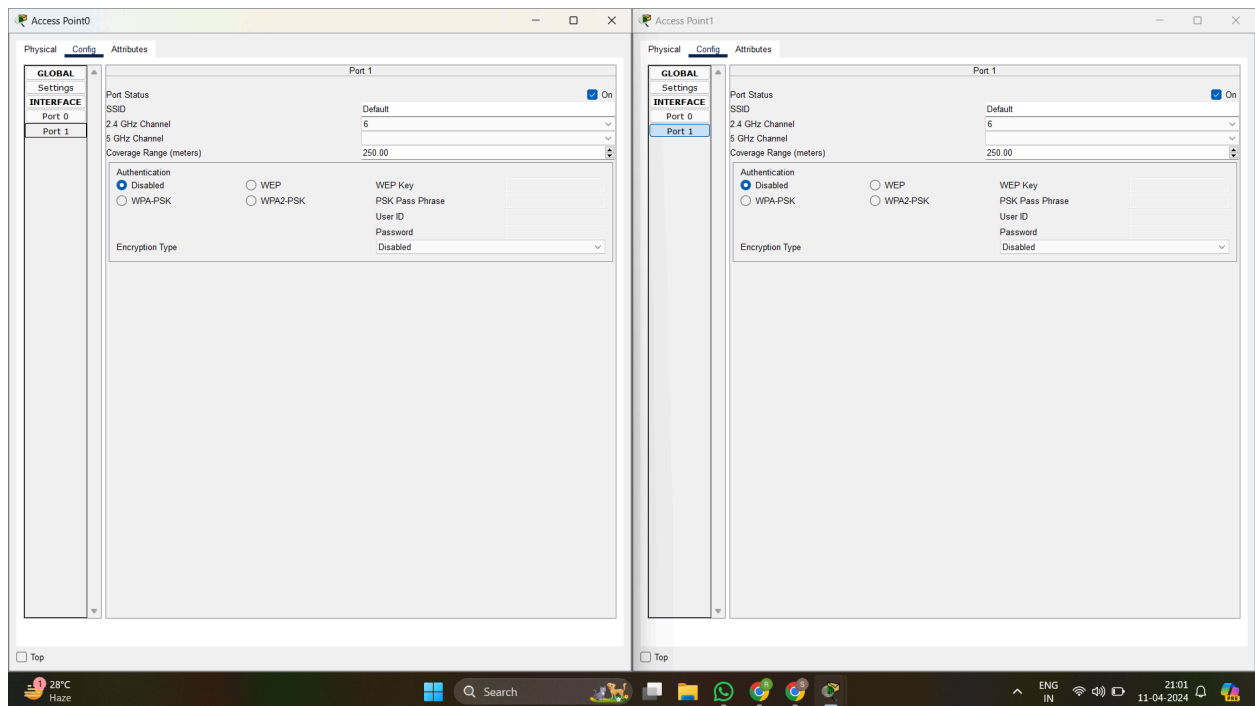 Access Point0
Physical Config Attributes
GLOBAL
Settings
INTERFACE
Port 0
Port 1
Port 1
Port Status On
SSID Default
2.4 GHz Channel 6
5 GHz Channel
Coverage Range (meters) 250.00
Authentication
Disabled WEP WEP Key
WPA-PSK WPA2-PSK PSK Pass Phrase
User ID
Password
Encryption Type Disabled
Top
Access Point1
Physical Config Attributes
GLOBAL
Settings
INTERFACE
Port 0
Port 1
Port 1
Port Status On
SSID Default
2.4 GHz Channel 6
5 GHz Channel
Coverage Range (meters) 250.00
Authentication
Disabled WEP WEP Key
WPA-PSK WPA2-PSK PSK Pass Phrase
User ID
Password
Encryption Type Disabled
Top
1
28°C
Haze
Search
R
S
ENG
IN
21:01
11-04-2024
PRE